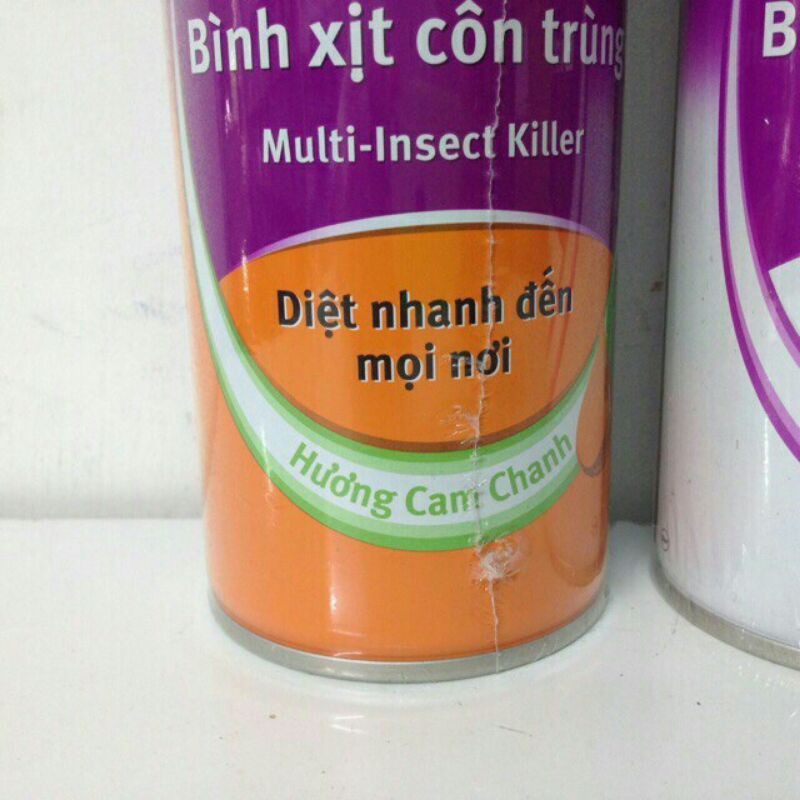 Bình xịt côn trùng
Multi-Insect Killer
Diệt nhanh đến
mọi nơi
Hương Cam Chanh
B